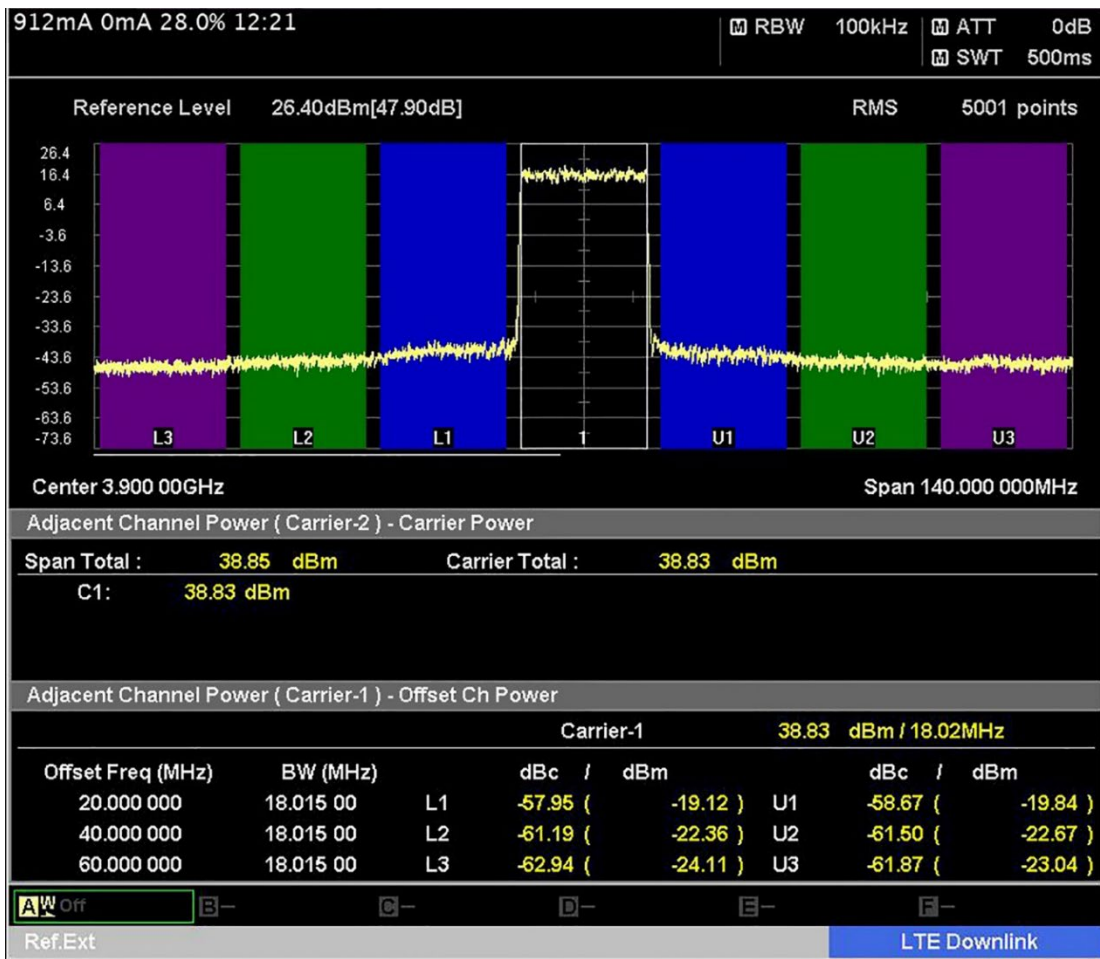 912mA 0mA 28.0% 12:21
M RBW 100kHz M ATT 0dB
M SWT 500ms
Reference Level 26.40dBm[47.90dB] RMS 5001 points
26.4
16.4
6.4
-3.6
-13.6
-23.6
-33.6
-43.6
-53.6
-63.6
-73.6
L3 L2 L1 1 U1 U2 U3
Center 3.900 00GHz Span 140.000 000MHz
Adjacent Channel Power ( Carrier-2 ) - Carrier Power
Span Total : 38.85 dBm Carrier Total : 38.83 dBm
C1: 38.83 dBm
Adjacent Channel Power ( Carrier-1 ) - Offset Ch Power
Carrier-1 38.83 dBm / 18.02MHz
Offset Freq (MHz) BW (MHz) dBc / dBm dBc / dBm
20.000 000 18.015 00 L1 -57.95 ( -19.12 ) U1 -58.67 ( -19.84 )
40.000 000 18.015 00 L2 -61.19 ( -22.36 ) U2 -61.50 ( -22.67 )
60.000 000 18.015 00 L3 -62.94 ( -24.11 ) U3 -61.87 ( -23.04 )
A W Off B- C- D- E- F-
Ref.Ext LTE Downlink